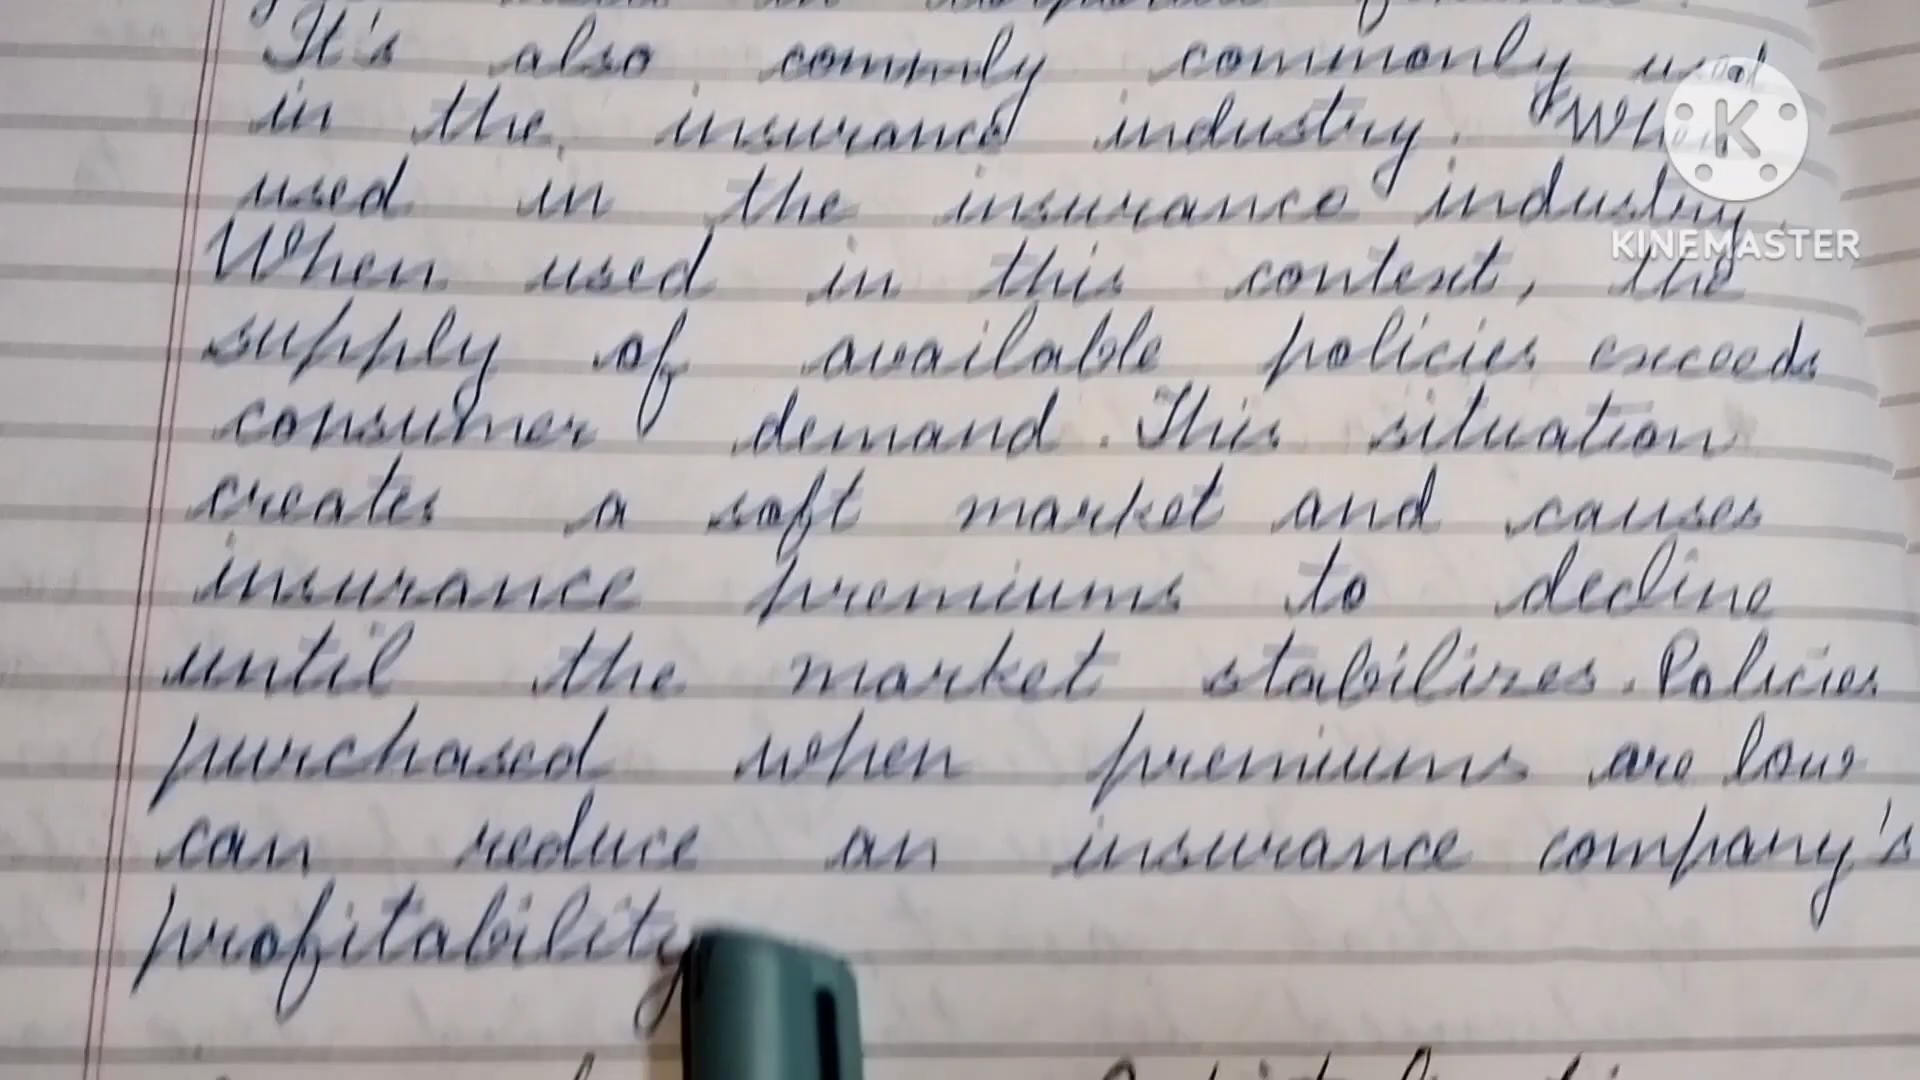 It's also commnly commonly used
in the insurance industry. When
used in the insurance industry.
When used in this context, the
supply of available policies exceeds
consumer demand. This situation
creates a soft market and causes
insurance premiums to decline
until the market stabilizes. Policies
purchased when premiums are low
can reduce an insurance company's
profitability
K
KINEMASTER